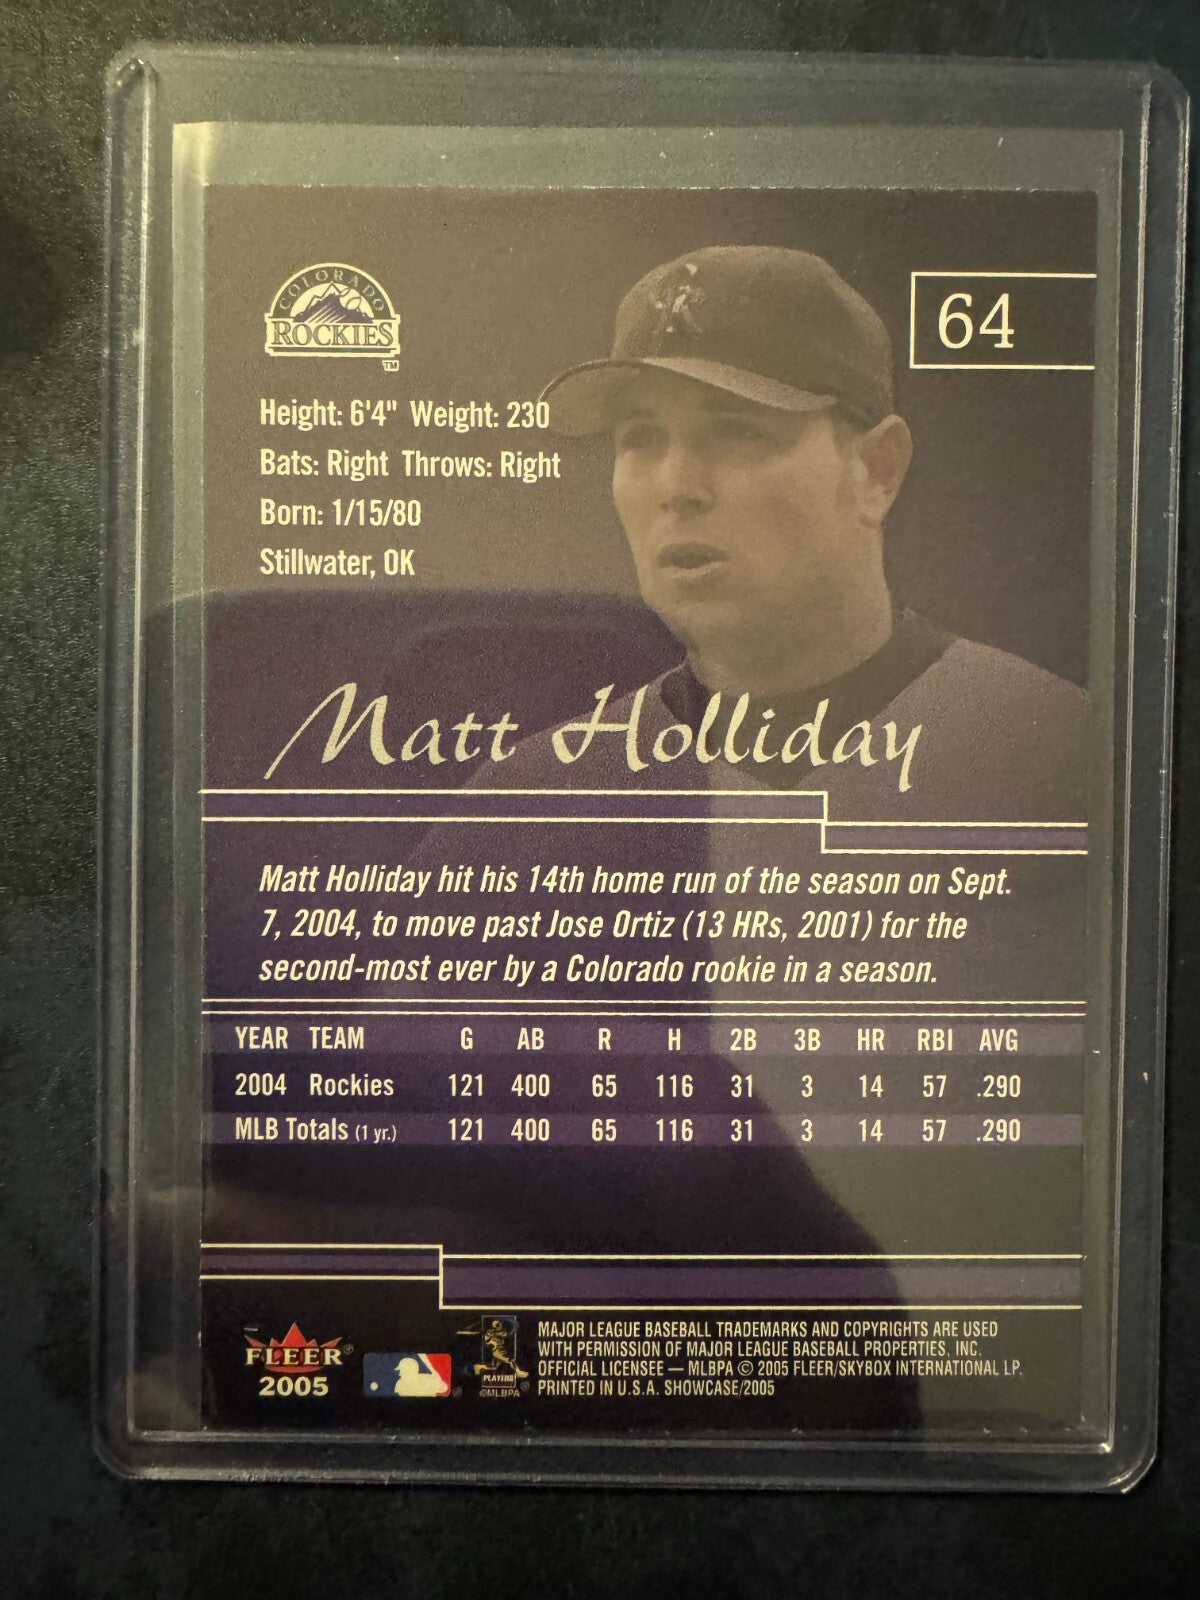 COLORADO
ROCKIES
TM
64
Height: 6'4" Weight: 230
Bats: Right Throws: Right
Born: 1/15/80
Stillwater, OK
Matt Holliday
Matt Holliday hit his 14th home run of the season on Sept.
7, 2004, to move past Jose Ortiz (13 HRs, 2001) for the
second-most ever by a Colorado rookie in a season.
YEAR TEAM G AB R H 2B 3B HR RBI AVG
2004 Rockies 121 400 65 116 31 3 14 57 .290
MLB Totals (1 yr.) 121 400 65 116 31 3 14 57 .290
FLEER®
2005
PLAYERS
©MLBPA
MAJOR LEAGUE BASEBALL TRADEMARKS AND COPYRIGHTS ARE USED
WITH PERMISSION OF MAJOR LEAGUE BASEBALL PROPERTIES, INC.
OFFICIAL LICENSEE — MLBPA © 2005 FLEER/SKYBOX INTERNATIONAL LP.
PRINTED IN U.S.A. SHOWCASE/2005